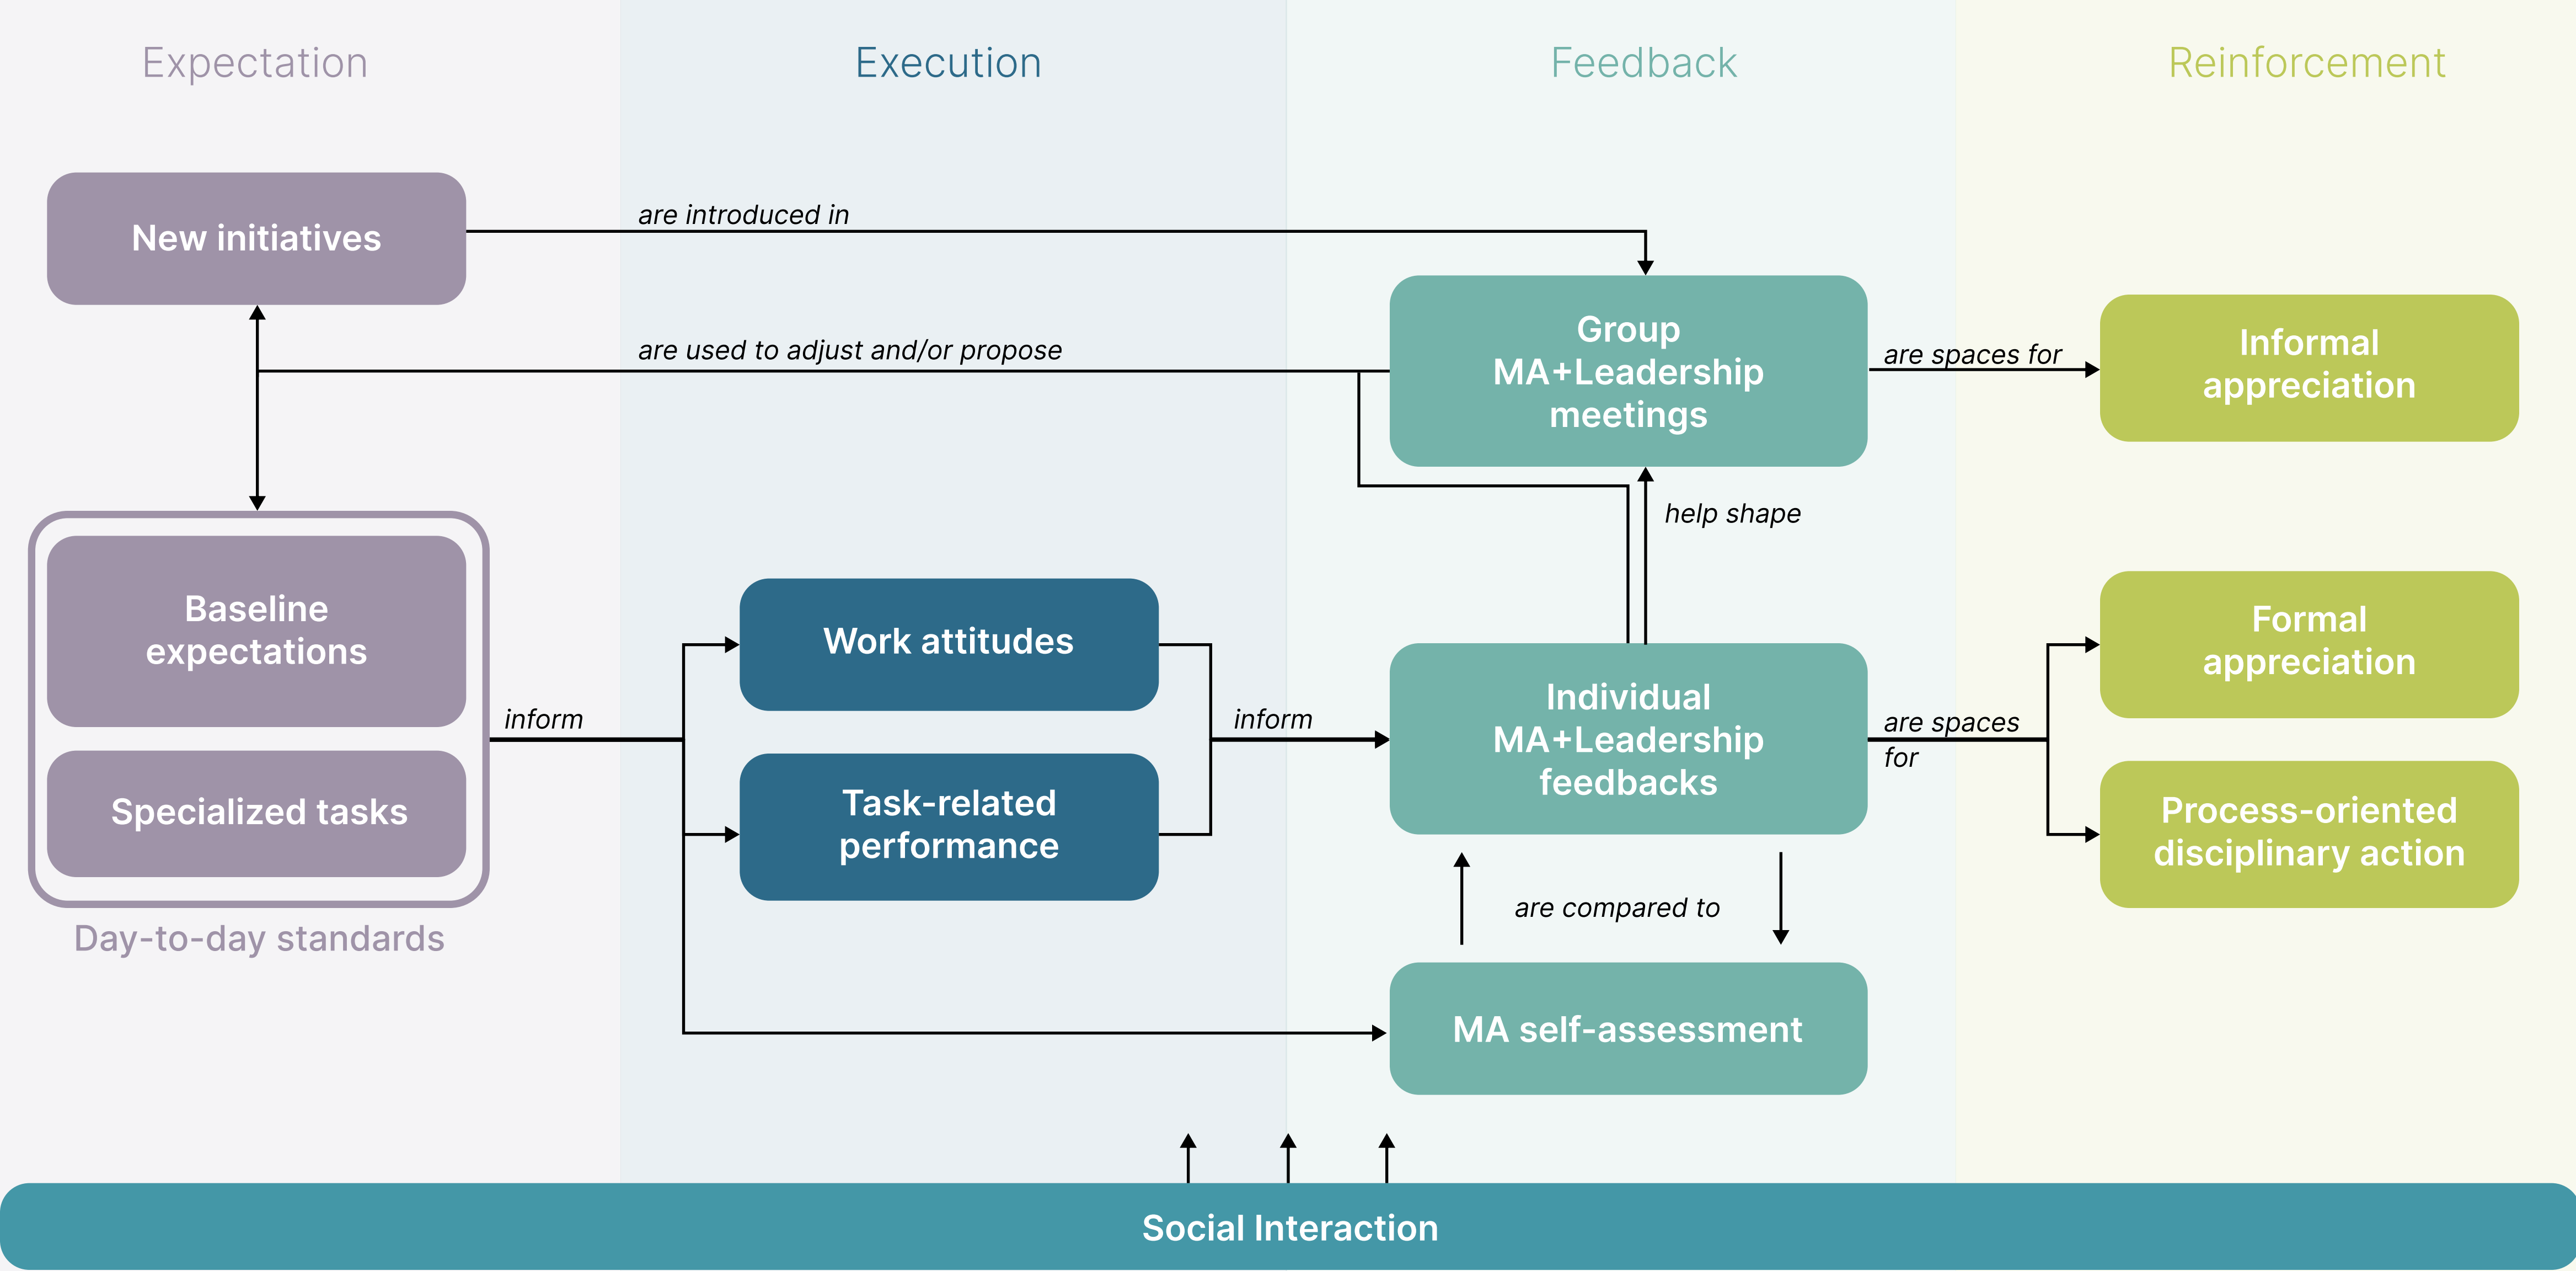 Expectation
Execution
Feedback
Reinforcement
New initiatives
are introduced in
are used to adjust and/or propose
Group
MA+Leadership
meetings
are spaces for
Informal
appreciation
help shape
Baseline
expectations
Specialized tasks
Day-to-day standards
inform
Work attitudes
Task-related
performance
inform
Individual
MA+Leadership
feedbacks
are spaces
for
Formal
appreciation
Process-oriented
disciplinary action
are compared to
MA self-assessment
Social Interaction